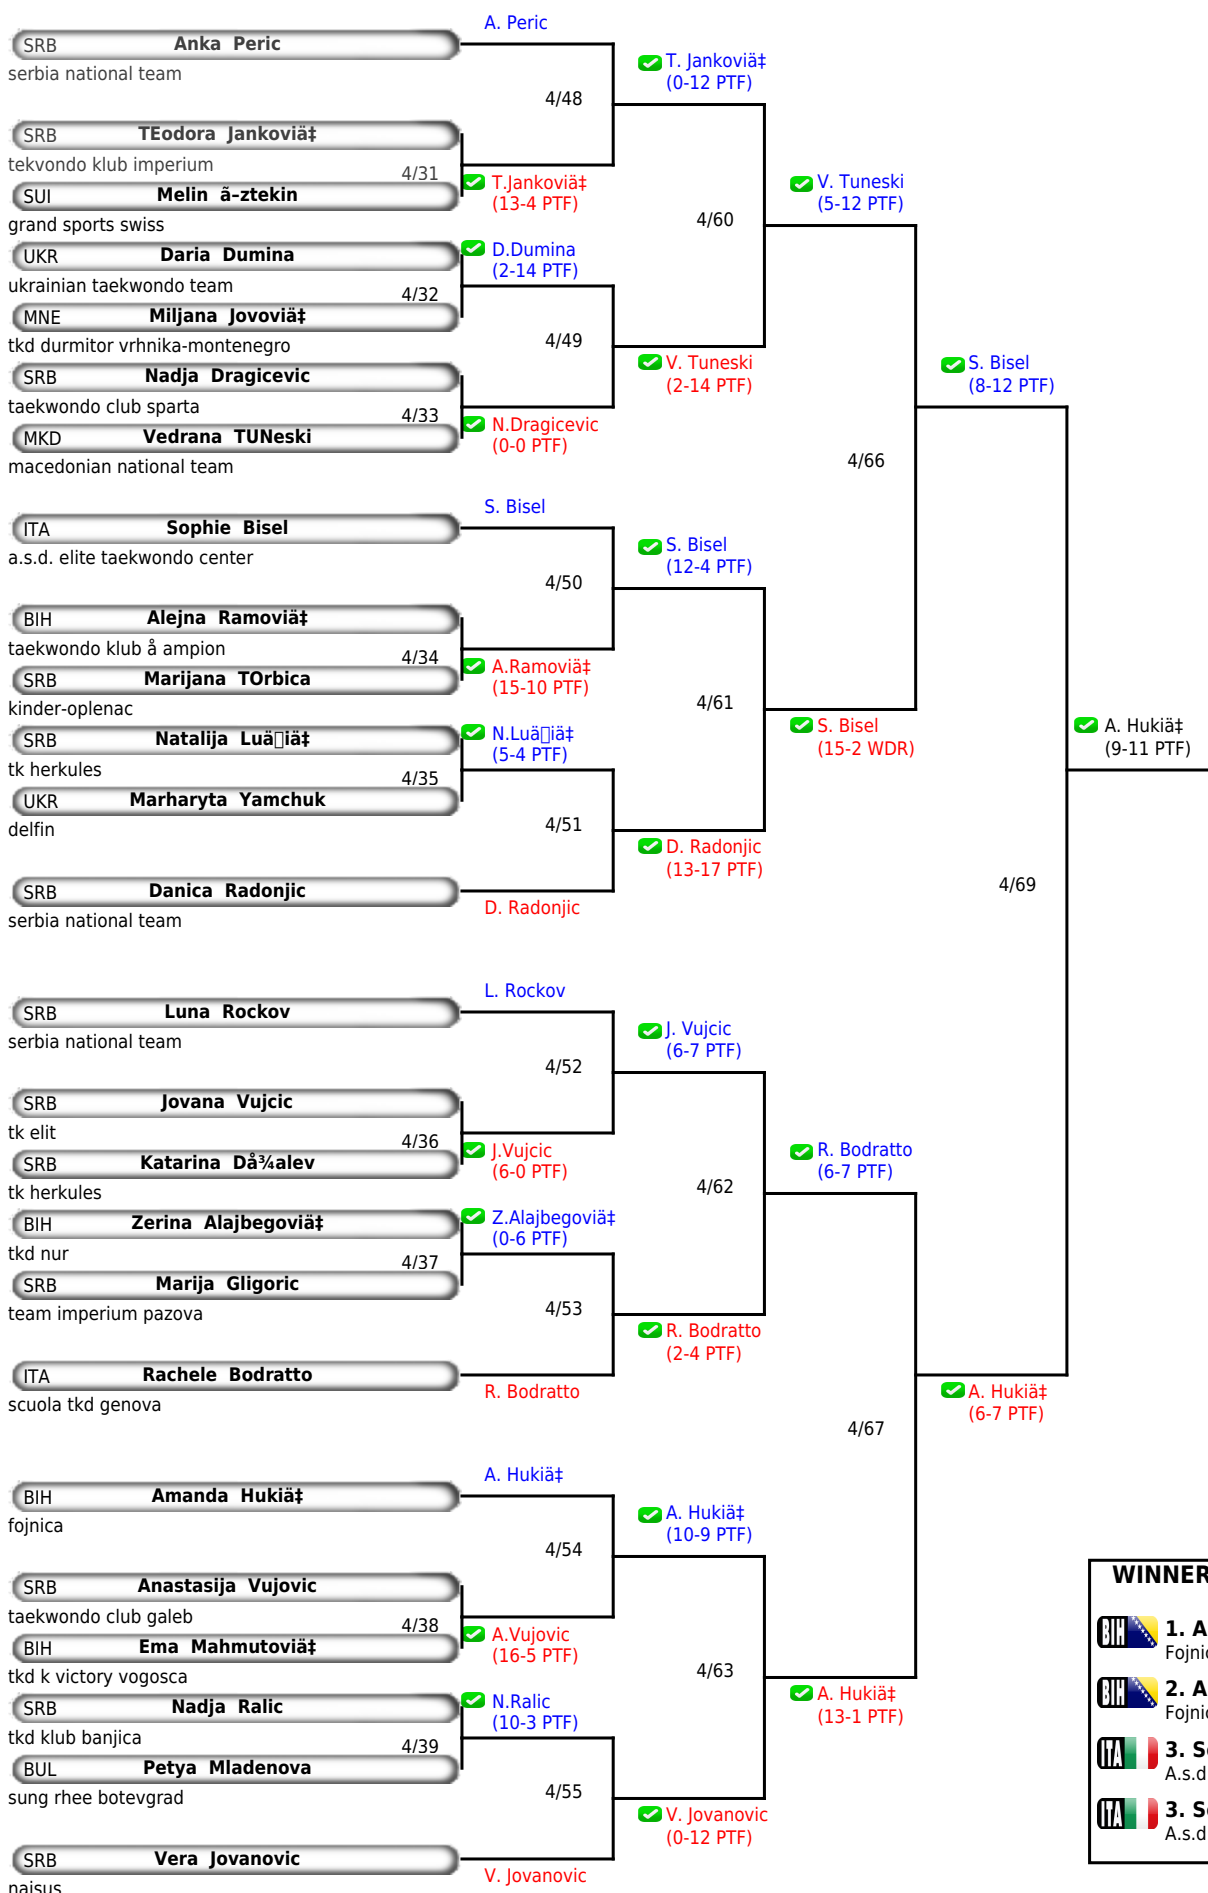 A. Peric
SRB Anka Peric
serbia national team
T. Jankoviä‡
(0-12 PTF)
4/48
SRB TEodora Jankoviä‡
tekvondo klub imperium
4/31
T.Jankoviä‡
(13-4 PTF)
SUI Melin ã-ztekin
grand sports swiss
V. Tuneski
(5-12 PTF)
4/60
UKR Daria Dumina
ukrainian taekwondo team
D.Dumina
(2-14 PTF)
4/32
MNE Miljana Jovoviä‡
tkd durmitor vrhnika-montenegro
4/49
V. Tuneski
(2-14 PTF)
S. Bisel
(8-12 PTF)
SRB Nadja Dragicevic
taekwondo club sparta
4/33
N.Dragicevic
(0-0 PTF)
MKD Vedrana TUNeski
macedonian national team
4/66
S. Bisel
ITA Sophie Bisel
a.s.d. elite taekwondo center
S. Bisel
(12-4 PTF)
4/50
BIH Alejna Ramoviä‡
taekwondo klub å ampion
4/34
A.Ramoviä‡
(15-10 PTF)
SRB Marijana TOrbica
kinder-oplenac
4/61
S. Bisel
(15-2 WDR)
A. Hukiä‡
(9-11 PTF)
SRB Natalija Luä▯iä‡
tk herkules
N.Luä▯iä‡
(5-4 PTF)
4/35
UKR Marharyta Yamchuk
delfin
4/51
D. Radonjic
(13-17 PTF)
SRB Danica Radonjic
serbia national team
D. Radonjic
4/69
L. Rockov
SRB Luna Rockov
serbia national team
J. Vujcic
(6-7 PTF)
4/52
SRB Jovana Vujcic
tk elit
4/36
J.Vujcic
(6-0 PTF)
SRB Katarina Då¾alev
tk herkules
R. Bodratto
(6-7 PTF)
4/62
BIH Zerina Alajbegoviä‡
tkd nur
Z.Alajbegoviä‡
(0-6 PTF)
4/37
SRB Marija Gligoric
team imperium pazova
4/53
R. Bodratto
(2-4 PTF)
ITA Rachele Bodratto
scuola tkd genova
R. Bodratto
A. Hukiä‡
(6-7 PTF)
4/67
A. Hukiä‡
BIH Amanda Hukiä‡
fojnica
A. Hukiä‡
(10-9 PTF)
4/54
SRB Anastasija Vujovic
taekwondo club galeb
4/38
A.Vujovic
(16-5 PTF)
BIH Ema Mahmutoviä‡
tkd k victory vogosca
4/63
A. Hukiä‡
(13-1 PTF)
SRB Nadja Ralic
tkd klub banjica
N.Ralic
(10-3 PTF)
4/39
BUL Petya Mladenova
sung rhee botevgrad
4/55
V. Jovanovic
(0-12 PTF)
SRB Vera Jovanovic
naisus
V. Jovanovic
WINNER
BIH 1. A
Fojnic
BIH 2. A
Fojnic
ITA 3. So
A.s.d
ITA 3. So
A.s.d